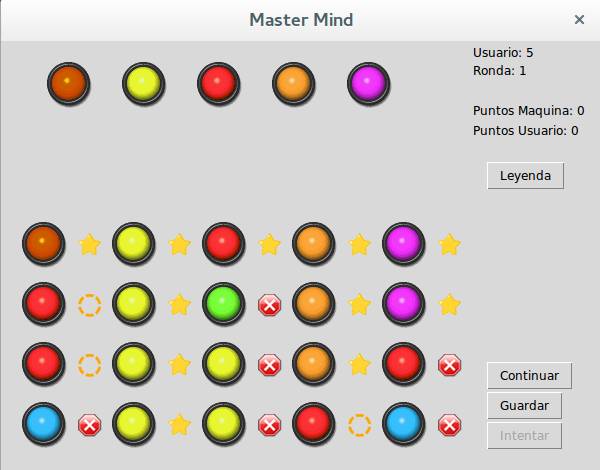 Master Mind
Usuario: 5
Ronda: 1
Puntos Maquina: 0
Puntos Usuario: 0
Leyenda
Continuar
Guardar
Intentar